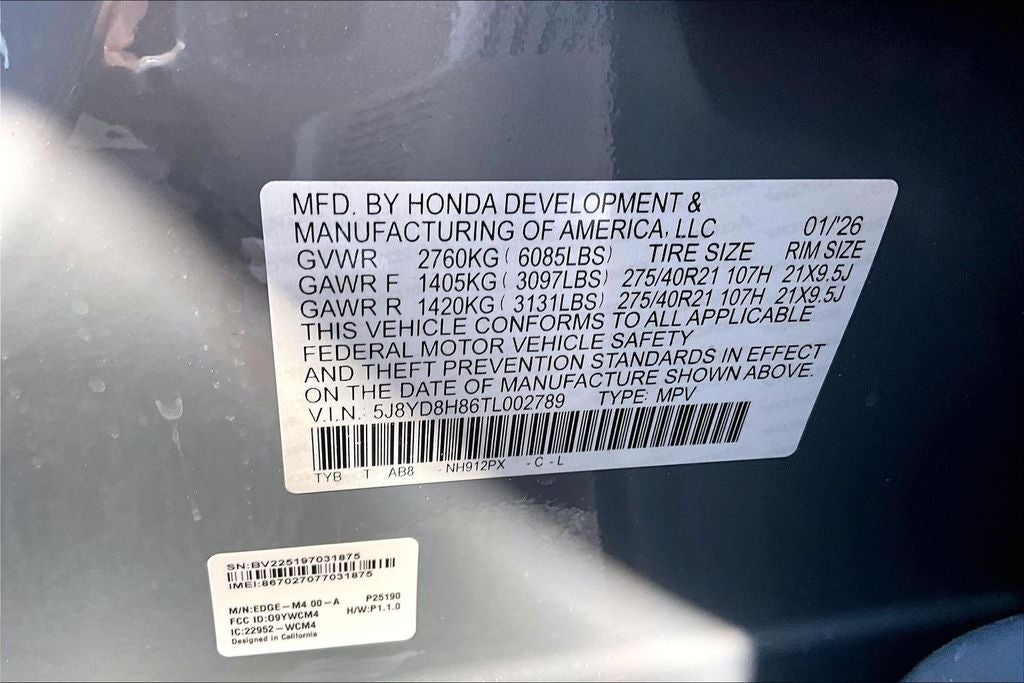 MFD. BY HONDA DEVELOPMENT &
MANUFACTURING OF AMERICA, LLC 01/'26
GVWR 2760KG ( 6085LBS) TIRE SIZE RIM SIZE
GAWR F 1405KG ( 3097LBS) 275/40R21 107H 21X9.5J
GAWR R 1420KG ( 3131LBS) 275/40R21 107H 21X9.5J
THIS VEHICLE CONFORMS TO ALL APPLICABLE
FEDERAL MOTOR VEHICLE SAFETY
AND THEFT PREVENTION STANDARDS IN EFFECT
ON THE DATE OF MANUFACTURE SHOWN ABOVE.
V.I.N.: 5J8YD8H86TL002789 TYPE: MPV
TYB T AB8 - NH912PX - C - L
SN:BV225197031875
IMEI:867027077031875
M/N:EDGE-M4 00-A P25190
FCC ID:O9YWCM4 H/W:P1.1.0
IC:22952-WCM4
Designed in California